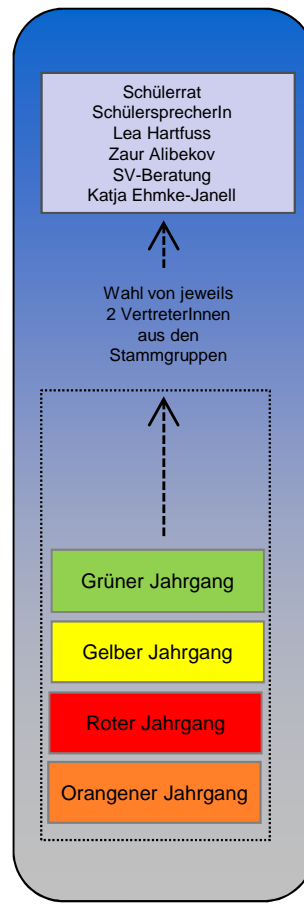 Schülerrat
SchülersprecherIn
Lea Hartfuss
Zaur Alibekov
SV-Beratung
Katja Ehmke-Janell
Wahl von jeweils
2 VertreterInnen
aus den
Stammgruppen
Grüner Jahrgang
Gelber Jahrgang
Roter Jahrgang
Orangener Jahrgang